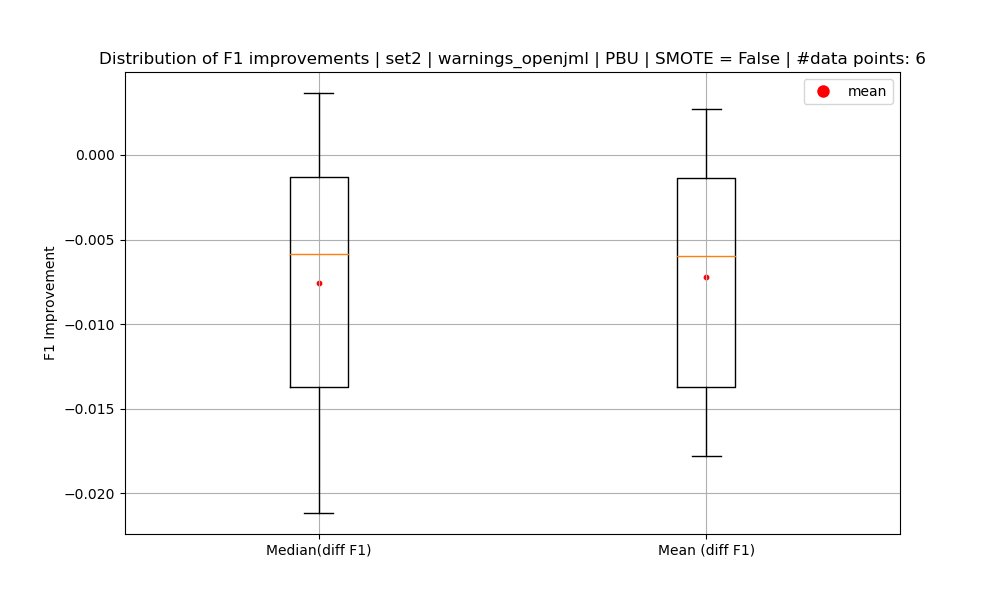 Distribution of F1 improvements | set2 | warnings_openjml | PBU | SMOTE = False | #data points: 6
mean
0.000
−0.005
−0.010
−0.015
−0.020
F1 Improvement
Median(diff F1)
Mean (diff F1)